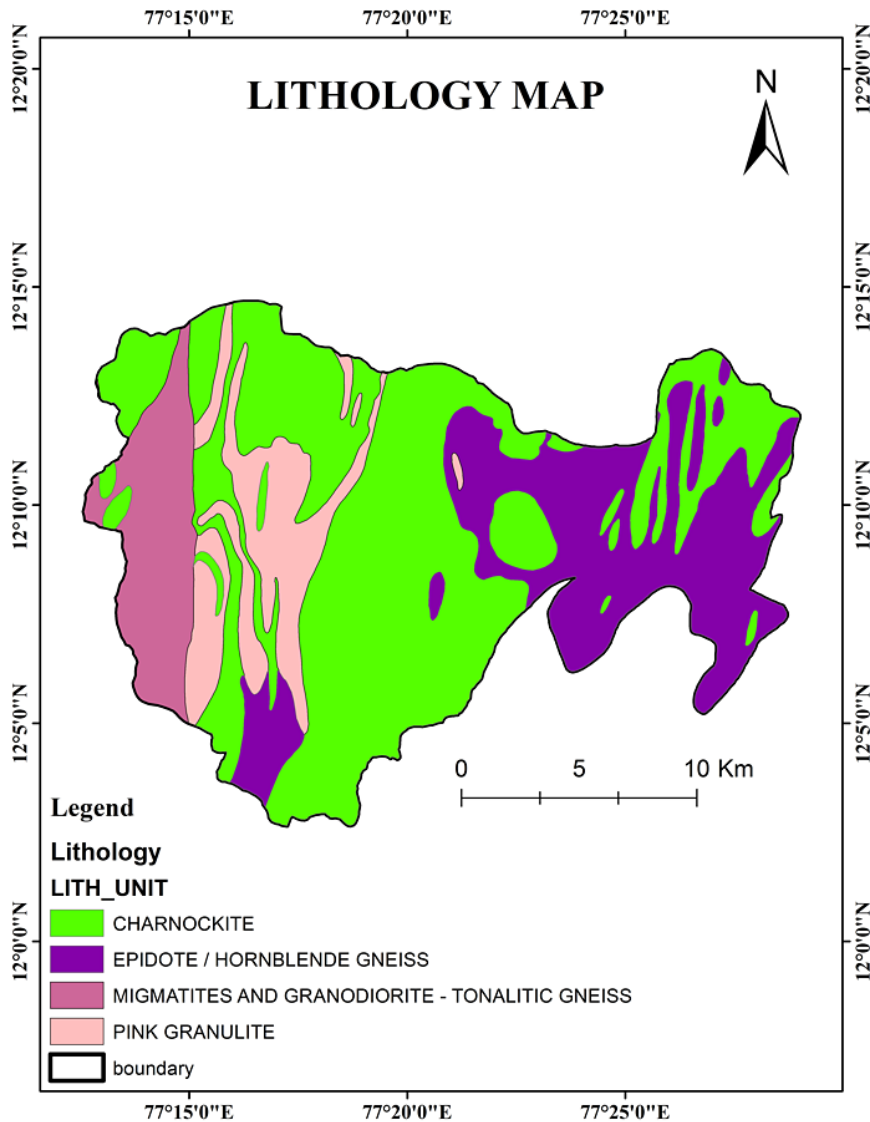 77°15'0"E 77°20'0"E 77°25'0"E
12°20'0"N 12°20'0"N
LITHOLOGY MAP
N
12°15'0"N 12°15'0"N
12°10'0"N 12°10'0"N
12°5'0"N 12°5'0"N
0 5 10 Km
Legend
Lithology
LITH_UNIT
CHARNOCKITE
12°0'0"N 12°0'0"N
EPIDOTE / HORNBLENDE GNEISS
MIGMATITES AND GRANODIORITE - TONALITIC GNEISS
PINK GRANULITE
boundary
77°15'0"E 77°20'0"E 77°25'0"E